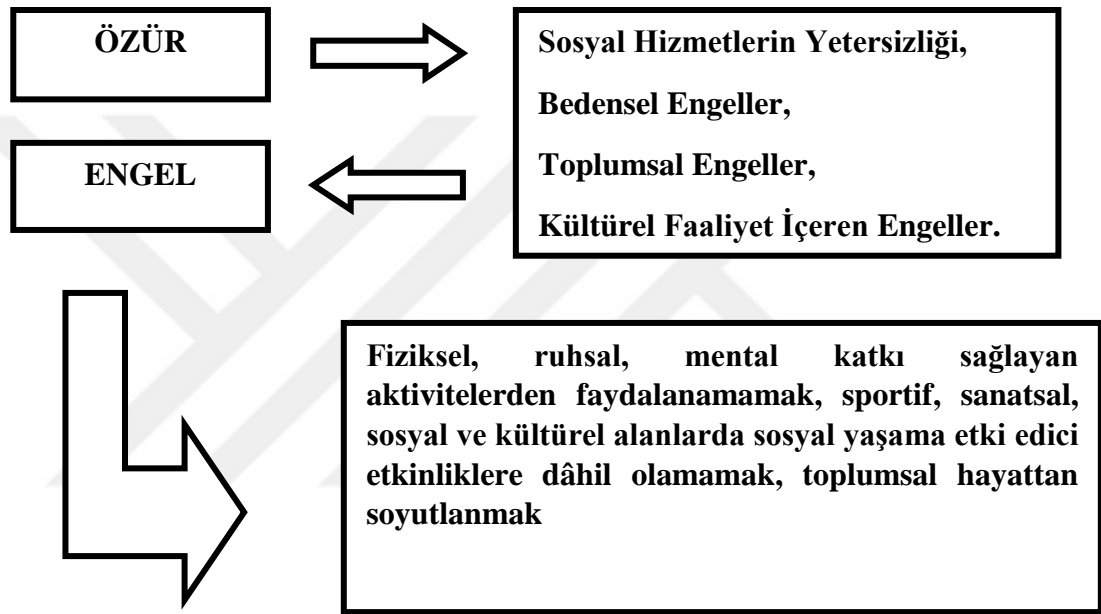 ÖZÜR
Sosyal Hizmetlerin Yetersizliği,
Bedensel Engeller,
Toplumsal Engeller,
Kültürel Faaliyet İçeren Engeller.
ENGEL
Fiziksel, ruhsal, mental katkı sağlayan
aktivitelerden faydalanamamak, sportif, sanatsal,
sosyal ve kültürel alanlarda sosyal yaşama etki edici
etkinliklere dâhil olamamak, toplumsal hayattan
soyutlanmak